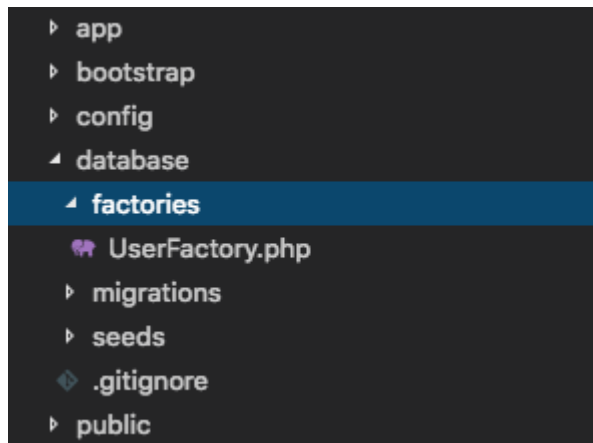 app
bootstrap
config
database
factories
UserFactory.php
migrations
seeds
.gitignore
public